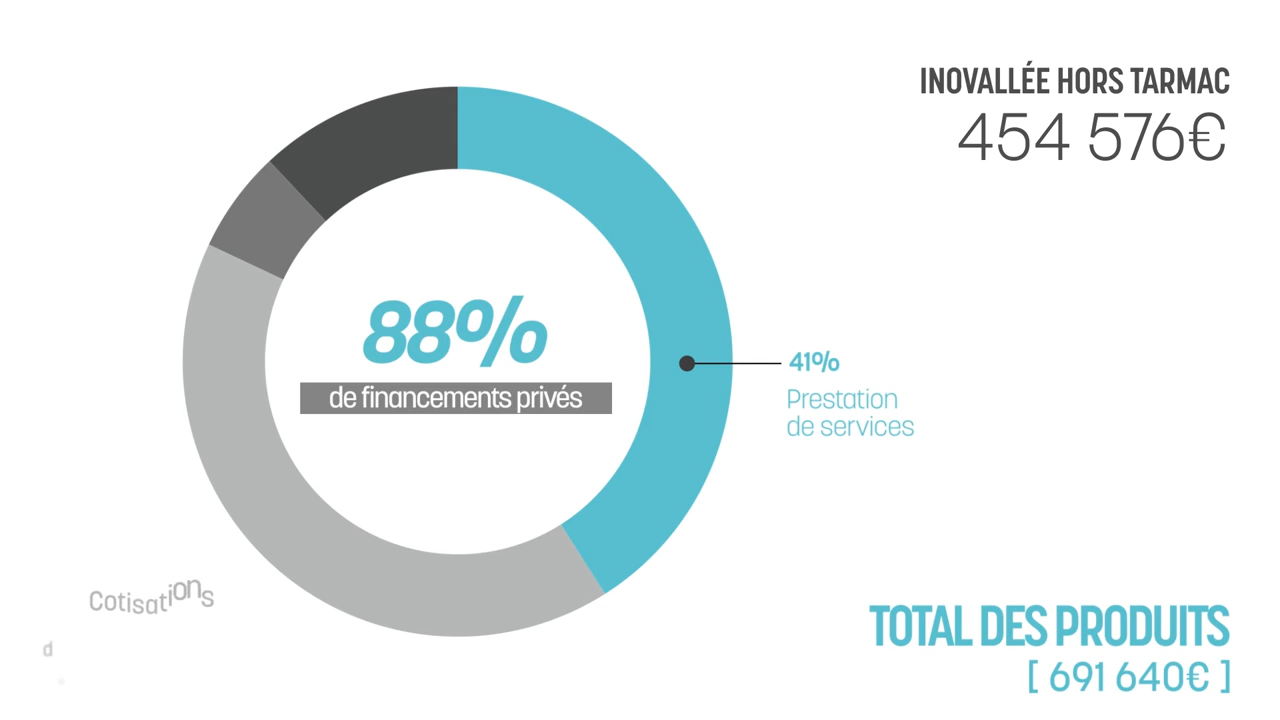 INOVALLÉE HORS TARMAC
454 576€
88%
de financements privés
41%
Prestation
de services
Cotisations
d
TOTAL DES PRODUITS
[ 691 640€ ]